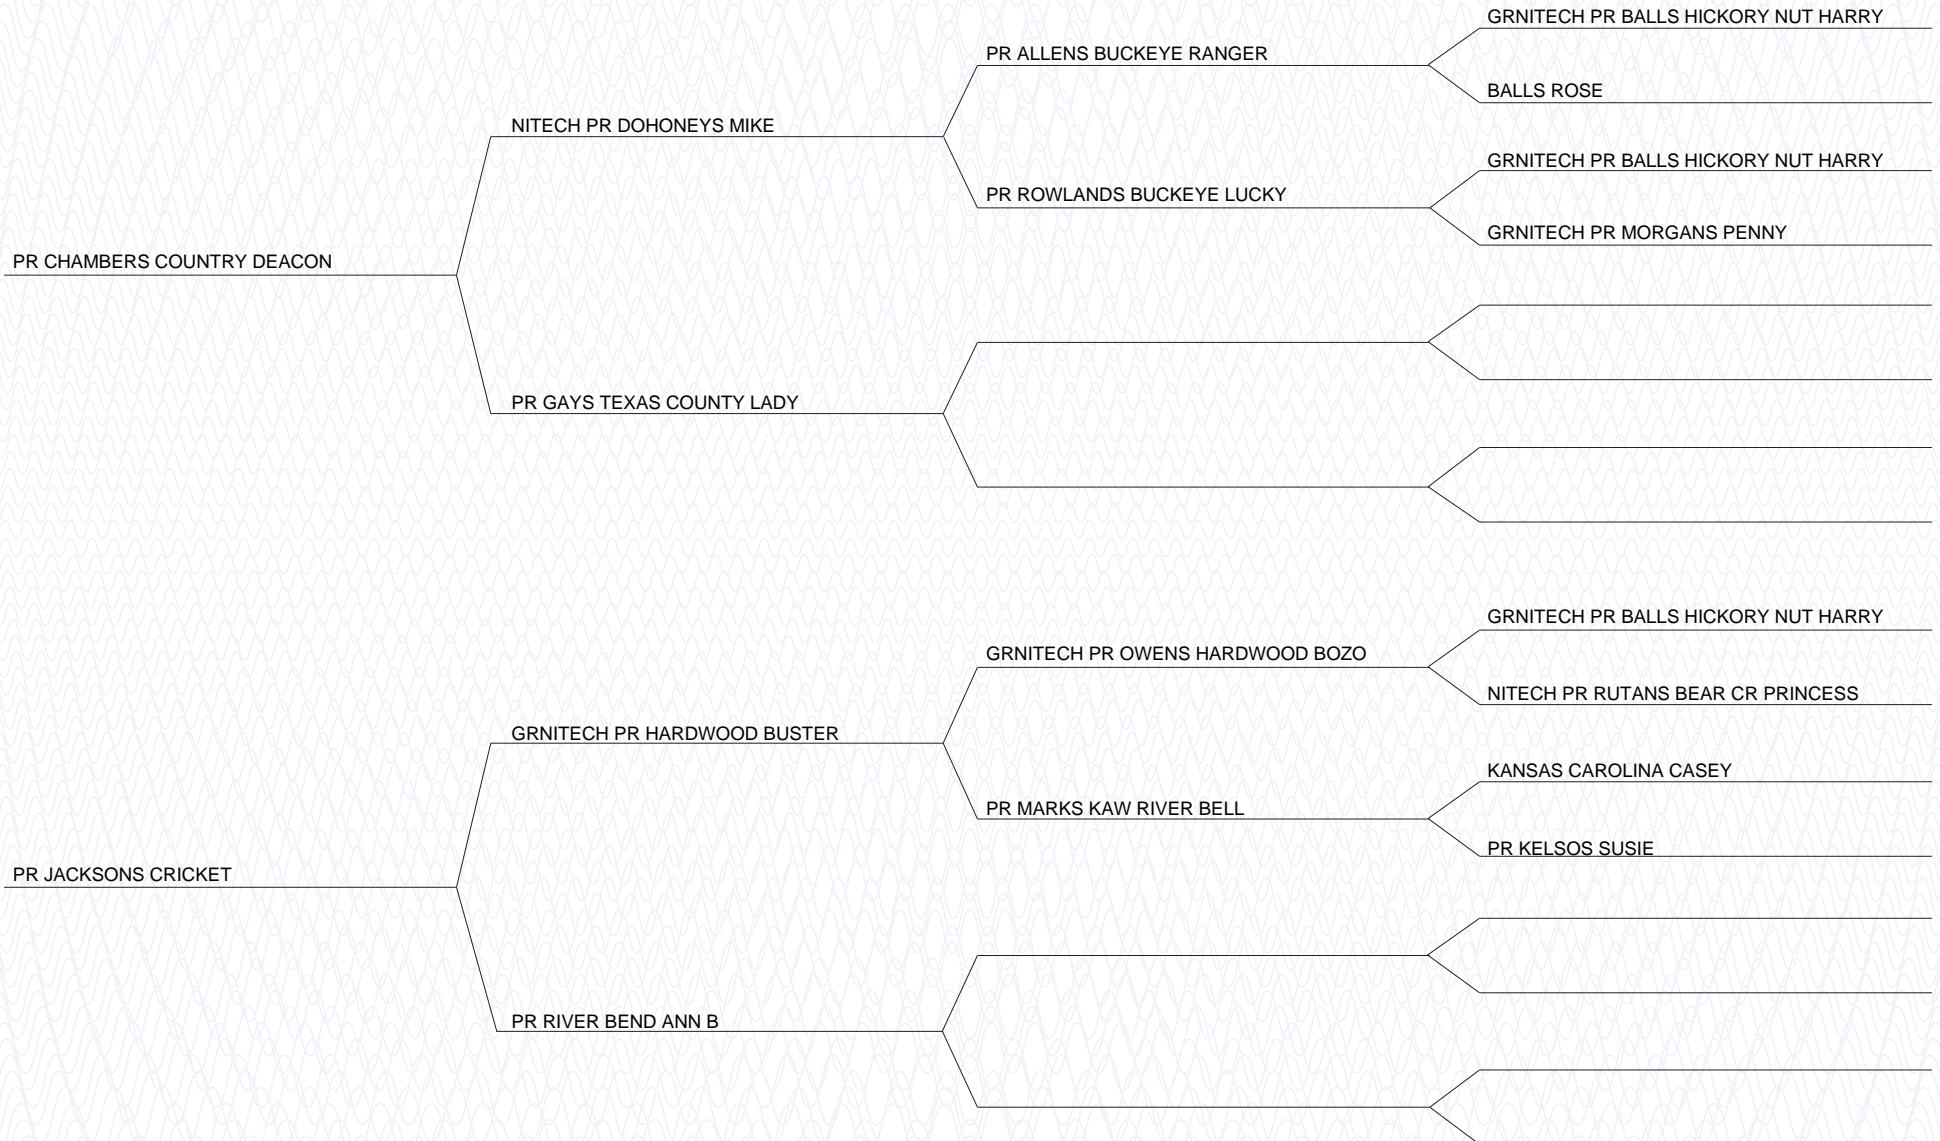 GRNITECH PR BALLS HICKORY NUT HARRY
PR ALLENS BUCKEYE RANGER
BALLS ROSE
NITECH PR DOHONEYS MIKE
GRNITECH PR BALLS HICKORY NUT HARRY
PR ROWLANDS BUCKEYE LUCKY
GRNITECH PR MORGANS PENNY
PR CHAMBERS COUNTRY DEACON
PR GAYS TEXAS COUNTY LADY
GRNITECH PR BALLS HICKORY NUT HARRY
GRNITECH PR OWENS HARDWOOD BOZO
NITECH PR RUTANS BEAR CR PRINCESS
GRNITECH PR HARDWOOD BUSTER
KANSAS CAROLINA CASEY
PR MARKS KAW RIVER BELL
PR KELSOS SUSIE
PR JACKSONS CRICKET
PR RIVER BEND ANN B